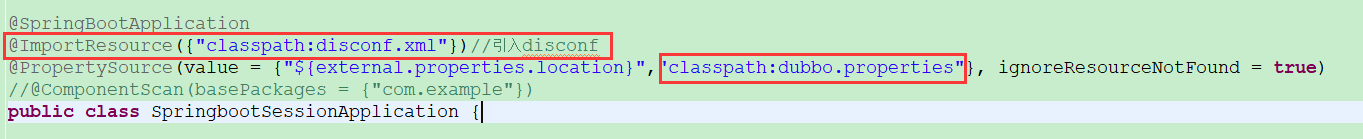 @SpringBootApplication
@ImportResource({"classpath:disconf.xml"})//引入disconf
@PropertySource(value = {"${external.properties.location}","classpath:dubbo.properties"}, ignoreResourceNotFound = true)
//@ComponentScan(basePackages = {"com.example"})
public class SpringbootSessionApplication {